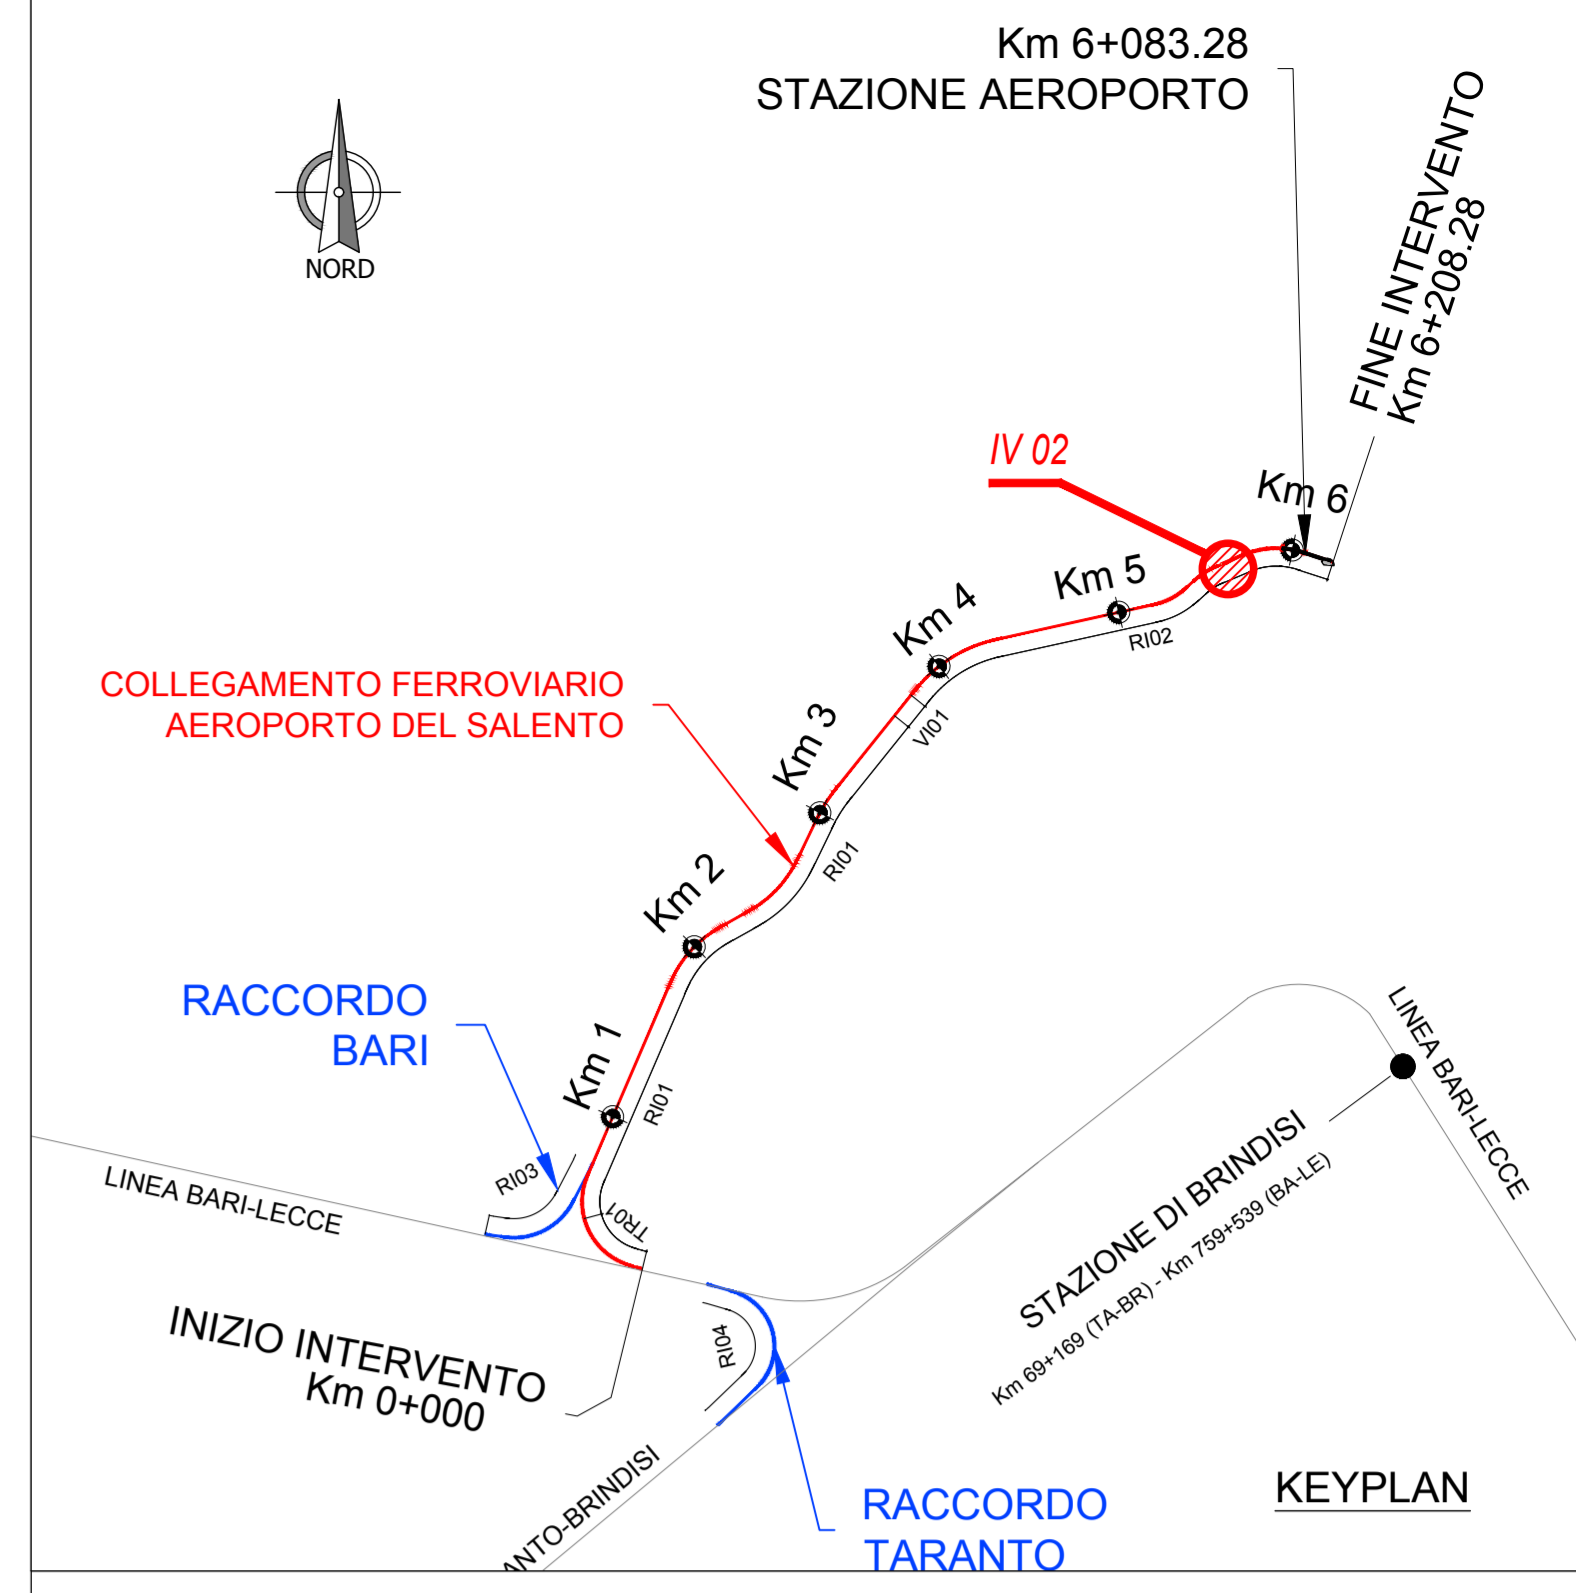 Km 6+083.28
STAZIONE AEROPORTO
FINE INTERVENTO
Km 6+208.28
NORD
IV 02
Km 6
Km 5
RI02
Km 4
VI01
COLLEGAMENTO FERROVIARIO
AEROPORTO DEL SALENTO
Km 3
RI01
Km 2
RACCORDO
BARI
Km 1
RI01
LINEA BARI-LECCE
RI03
TR01
LINEA BARI-LECCE
STAZIONE DI BRINDISI
Km 69+169 (TA-BR) - Km 759+539 (BA-LE)
INIZIO INTERVENTO
Km 0+000
RI04
ANTO-BRINDISI
RACCORDO
TARANTO
KEYPLAN